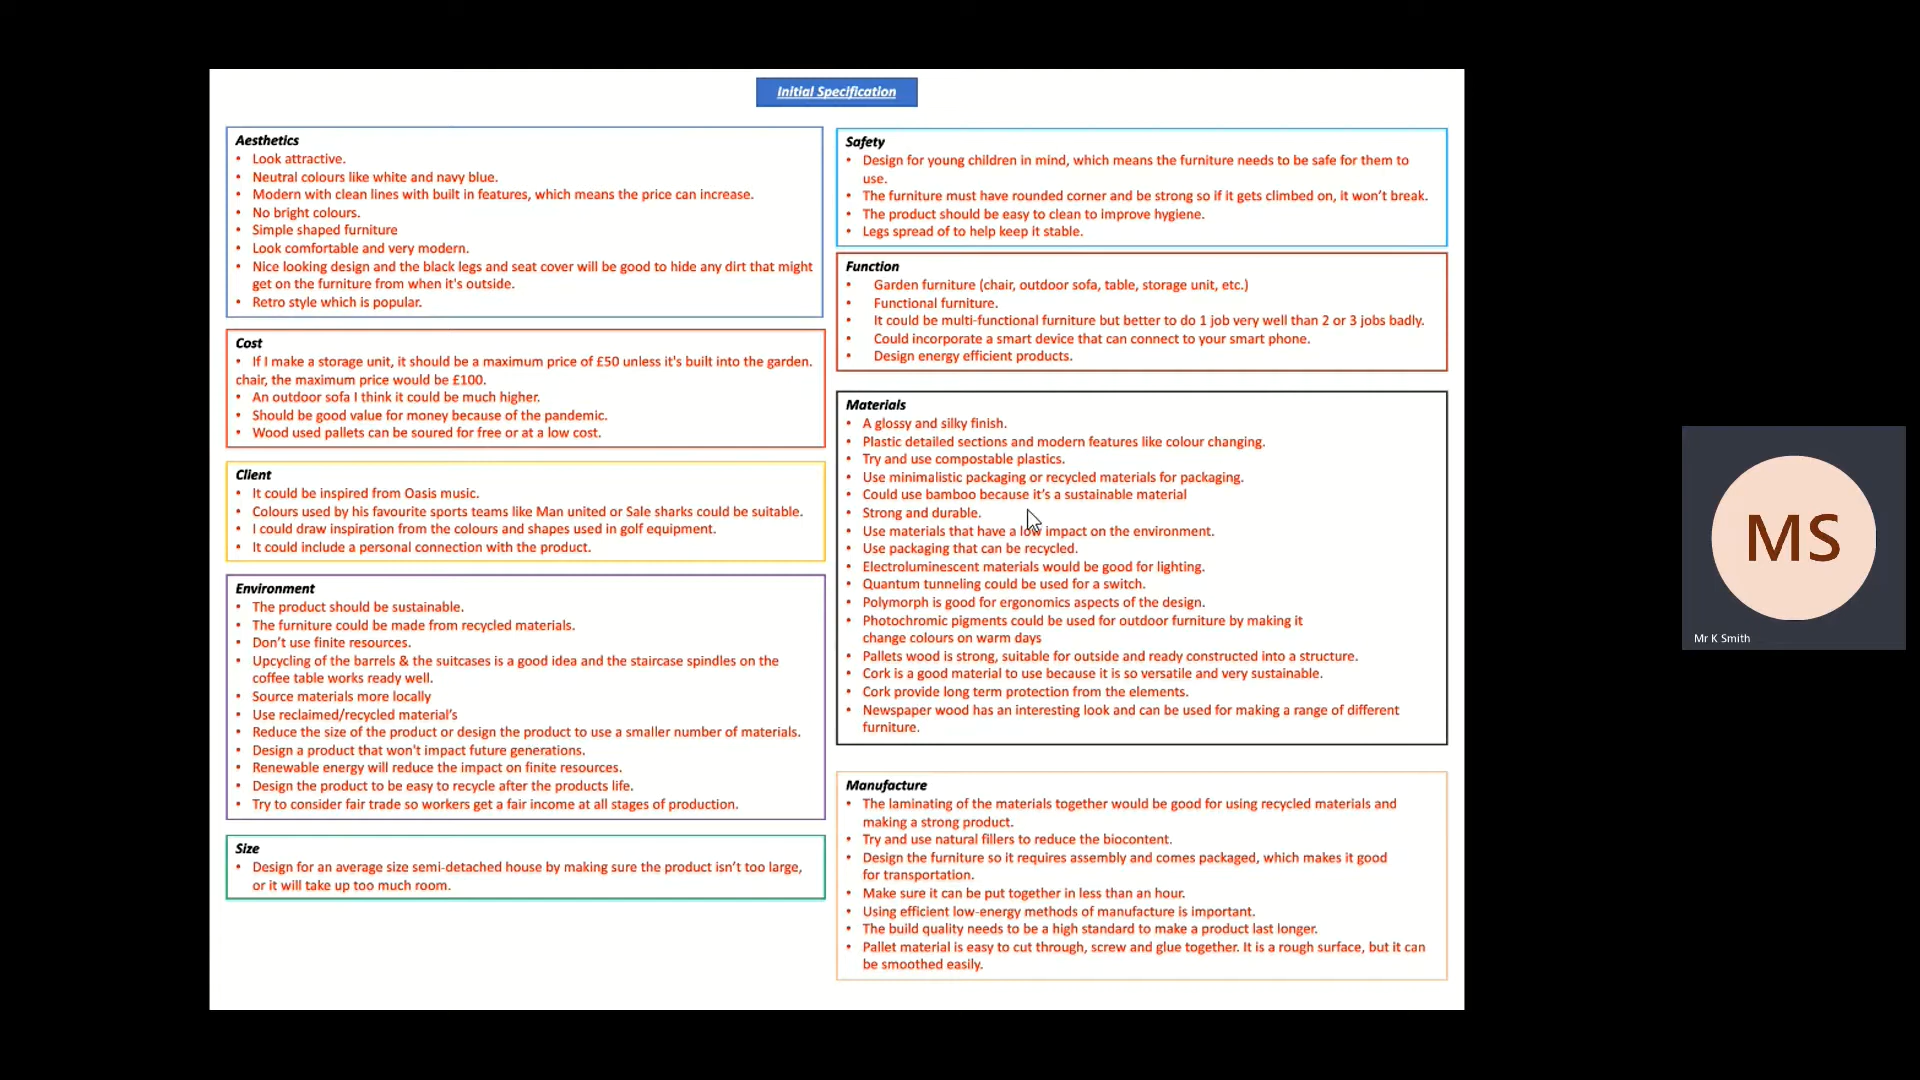 Initial Specification
Aesthetics
• Look attractive.
• Neutral colours like white and navy blue.
• Modern with clean lines with built in features, which means the price can increase.
• No bright colours.
• Simple shaped furniture
• Look comfortable and very modern.
• Nice looking design and the black legs and seat cover will be good to hide any dirt that might
get on the furniture from when it's outside.
• Retro style which is popular.
Cost
• If I make a storage unit, it should be a maximum price of £50 unless it's built into the garden.
chair, the maximum price would be £100.
• An outdoor sofa I think it could be much higher.
• Should be good value for money because of the pandemic.
• Wood used pallets can be soured for free or at a low cost.
Client
• It could be inspired from Oasis music.
• Colours used by his favourite sports teams like Man united or Sale sharks could be suitable.
• I could draw inspiration from the colours and shapes used in golf equipment.
• It could include a personal connection with the product.
Environment
• The product should be sustainable.
• The furniture could be made from recycled materials.
• Don't use finite resources.
• Upcycling of the barrels & the suitcases is a good idea and the staircase spindles on the
coffee table works ready well.
• Source materials more locally
• Use reclaimed/recycled material's
• Reduce the size of the product or design the product to use a smaller number of materials.
• Design a product that won't impact future generations.
• Renewable energy will reduce the impact on finite resources.
• Design the product to be easy to recycle after the products life.
• Try to consider fair trade so workers get a fair income at all stages of production.
Size
• Design for an average size semi-detached house by making sure the product isn't too large,
or it will take up too much room.
Safety
• Design for young children in mind, which means the furniture needs to be safe for them to
use.
• The furniture must have rounded corner and be strong so if it gets climbed on, it won't break.
• The product should be easy to clean to improve hygiene.
• Legs spread of to help keep it stable.
Function
• Garden furniture (chair, outdoor sofa, table, storage unit, etc.)
• Functional furniture.
• It could be multi-functional furniture but better to do 1 job very well than 2 or 3 jobs badly.
• Could incorporate a smart device that can connect to your smart phone.
• Design energy efficient products.
Materials
• A glossy and silky finish.
• Plastic detailed sections and modern features like colour changing.
• Try and use compostable plastics.
• Use minimalistic packaging or recycled materials for packaging.
• Could use bamboo because it's a sustainable material
• Strong and durable.
• Use materials that have a low impact on the environment.
• Use packaging that can be recycled.
• Electroluminescent materials would be good for lighting.
• Quantum tunneling could be used for a switch.
• Polymorph is good for ergonomics aspects of the design.
• Photochromic pigments could be used for outdoor furniture by making it
change colours on warm days
• Pallets wood is strong, suitable for outside and ready constructed into a structure.
• Cork is a good material to use because it is so versatile and very sustainable.
• Cork provide long term protection from the elements.
• Newspaper wood has an interesting look and can be used for making a range of different
furniture.
Manufacture
• The laminating of the materials together would be good for using recycled materials and
making a strong product.
• Try and use natural fillers to reduce the biocontent.
• Design the furniture so it requires assembly and comes packaged, which makes it good
for transportation.
• Make sure it can be put together in less than an hour.
• Using efficient low-energy methods of manufacture is important.
• The build quality needs to be a high standard to make a product last longer.
• Pallet material is easy to cut through, screw and glue together. It is a rough surface, but it can
be smoothed easily.
MS
Mr K Smith